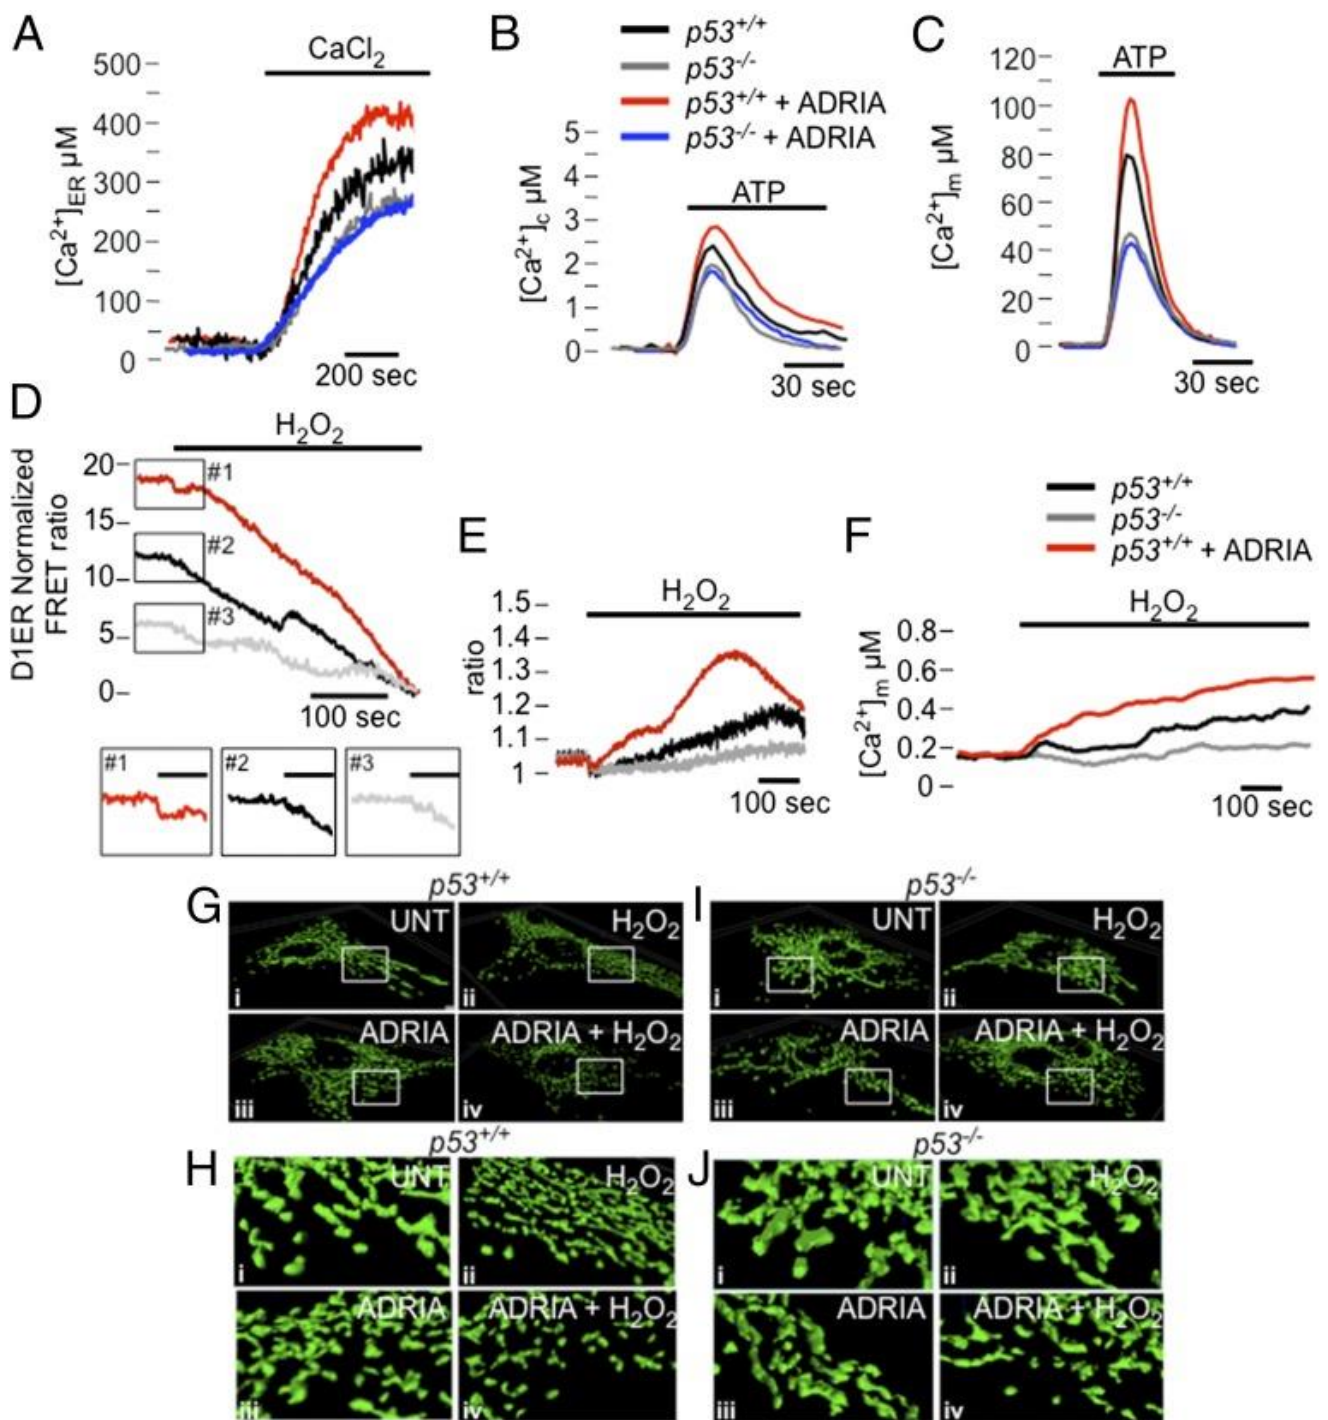 A
CaCl₂
[Ca²⁺]ER µM
500
400
300
200
100
0
200 sec
B
p53⁺/⁺
p53⁻/⁻
p53⁺/⁺ + ADRIA
p53⁻/⁻ + ADRIA
[Ca²⁺]c µM
5
4
3
2
1
0
ATP
30 sec
C
[Ca²⁺]m µM
120
100
80
60
40
20
0
ATP
30 sec
D
H₂O₂
D1ER Normalized
FRET ratio
20
15
10
5
0
#1
#2
#3
100 sec
#1
#2
#3
E
H₂O₂
ratio
1.5
1.4
1.3
1.2
1.1
1
100 sec
F
p53⁺/⁺
p53⁻/⁻
p53⁺/⁺ + ADRIA
H₂O₂
[Ca²⁺]m µM
0.8
0.6
0.4
0.2
0
100 sec
G
p53⁺/⁺
UNT
i
H₂O₂
ii
ADRIA
iii
ADRIA + H₂O₂
iv
I
p53⁻/⁻
UNT
i
H₂O₂
ii
ADRIA
iii
ADRIA + H₂O₂
iv
H
p53⁺/⁺
UNT
i
H₂O₂
ii
ADRIA
iii
ADRIA + H₂O₂
iv
J
p53⁻/⁻
UNT
i
H₂O₂
ii
ADRIA
iii
ADRIA + H₂O₂
iv